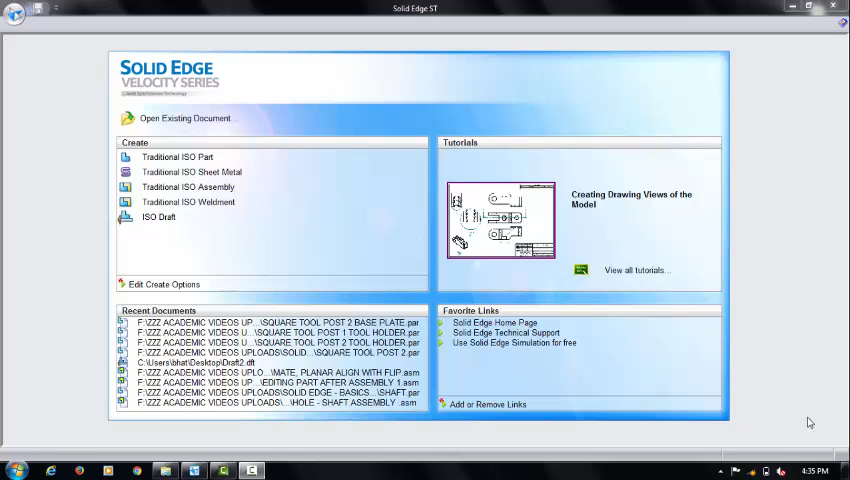 Solid Edge ST
SOLID EDGE
VELOCITY SERIES
Open Existing Document...
Create
Traditional ISO Part
Traditional ISO Sheet Metal
Traditional ISO Assembly
Traditional ISO Weldment
ISO Draft
Edit Create Options
Tutorials
Creating Drawing Views of the
Model
View all tutorials...
Recent Documents
F:\ZZZ ACADEMIC VIDEOS UP...\SQUARE TOOL POST 2 BASE PLATE.par
F:\ZZZ ACADEMIC VIDEOS U...\SQUARE TOOL POST 1 TOOL HOLDER.par
F:\ZZZ ACADEMIC VIDEOS U...\SQUARE TOOL POST 2 TOOL HOLDER.par
F:\ZZZ ACADEMIC VIDEOS UPLOADS\SOLID...\SQUARE TOOL POST 2.par
C:\Users\bhat\Desktop\Draft2.dft
F:\ZZZ ACADEMIC VIDEOS UPLO...\MATE, PLANAR ALIGN WITH FLIP.asm
F:\ZZZ ACADEMIC VIDEOS UP...\EDITING PART AFTER ASSEMBLY 1.asm
F:\ZZZ ACADEMIC VIDEOS UPLOADS\SOLID EDGE - BASICS...\SHAFT.par
F:\ZZZ ACADEMIC VIDEOS UPLOADS\...\HOLE - SHAFT ASSEMBLY .asm
Favorite Links
Solid Edge Home Page
Solid Edge Technical Support
Use Solid Edge Simulation for free
Add or Remove Links
4:35 PM